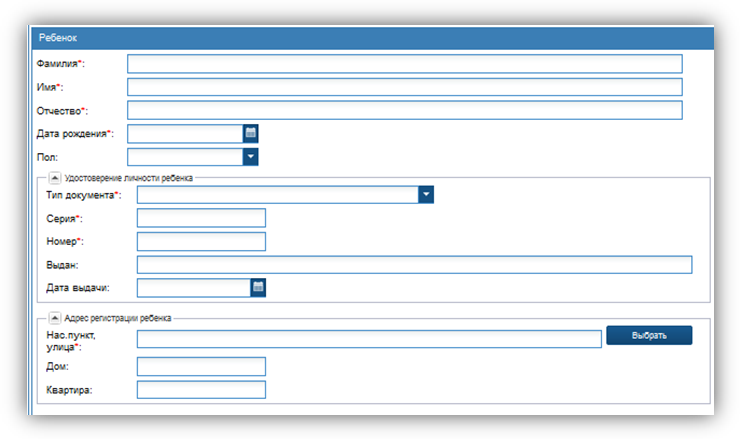 Ребенок
Фамилия*:
Имя*:
Отчество*:
Дата рождения*:
Пол:
Удостоверение личности ребенка
Тип документа*:
Серия*:
Номер*:
Выдан:
Дата выдачи:
Адрес регистрации ребенка
Нас.пункт,
улица*:
Выбрать
Дом:
Квартира: